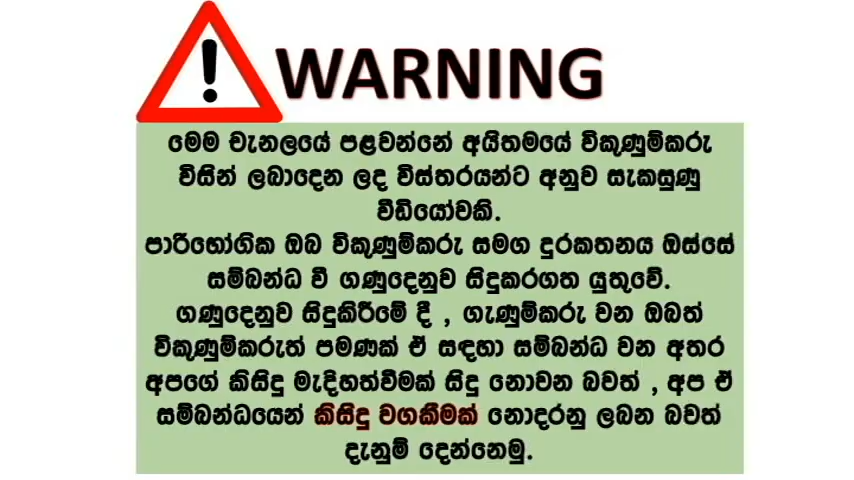 WARNING
මෙම චැනලයේ පළවන්නේ අයිතමයේ විකුණුම්කරු
විසින් ලබාදෙන ලද විස්තරයන්ට අනුව සැකසුණු
වීඩියෝවකි.
පාරිභෝගික ඔබ විකුණුම්කරු සමග දුරකතනය ඔස්සේ
සම්බන්ධ වී ගණුදෙනුව සිදුකරගත යුතුවේ.
ගණුදෙනුව සිදුකිරීමේ දී , ගැණුම්කරු වන ඔබත්
විකුණුම්කරුත් පමණක් ඒ සඳහා සම්බන්ධ වන අතර
අපගේ කිසිදු මැදිහත්වීමක් සිදු නොවන බවත් , අප ඒ
සම්බන්ධයෙන් කිසිදු වගකීමක් නොදරනු ලබන බවත්
දැනුම් දෙන්නෙමු.